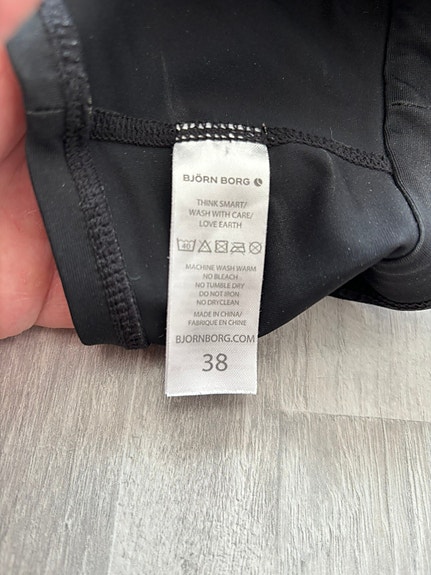 BJÖRN BORG
THINK SMART/
WASH WITH CARE/
LOVE EARTH
40
MACHINE WASH WARM
NO BLEACH
NO TUMBLE DRY
DO NOT IRON
NO DRYCLEAN
MADE IN CHINA/
FABRIQUE EN CHINE
BJORNBORG.COM
38